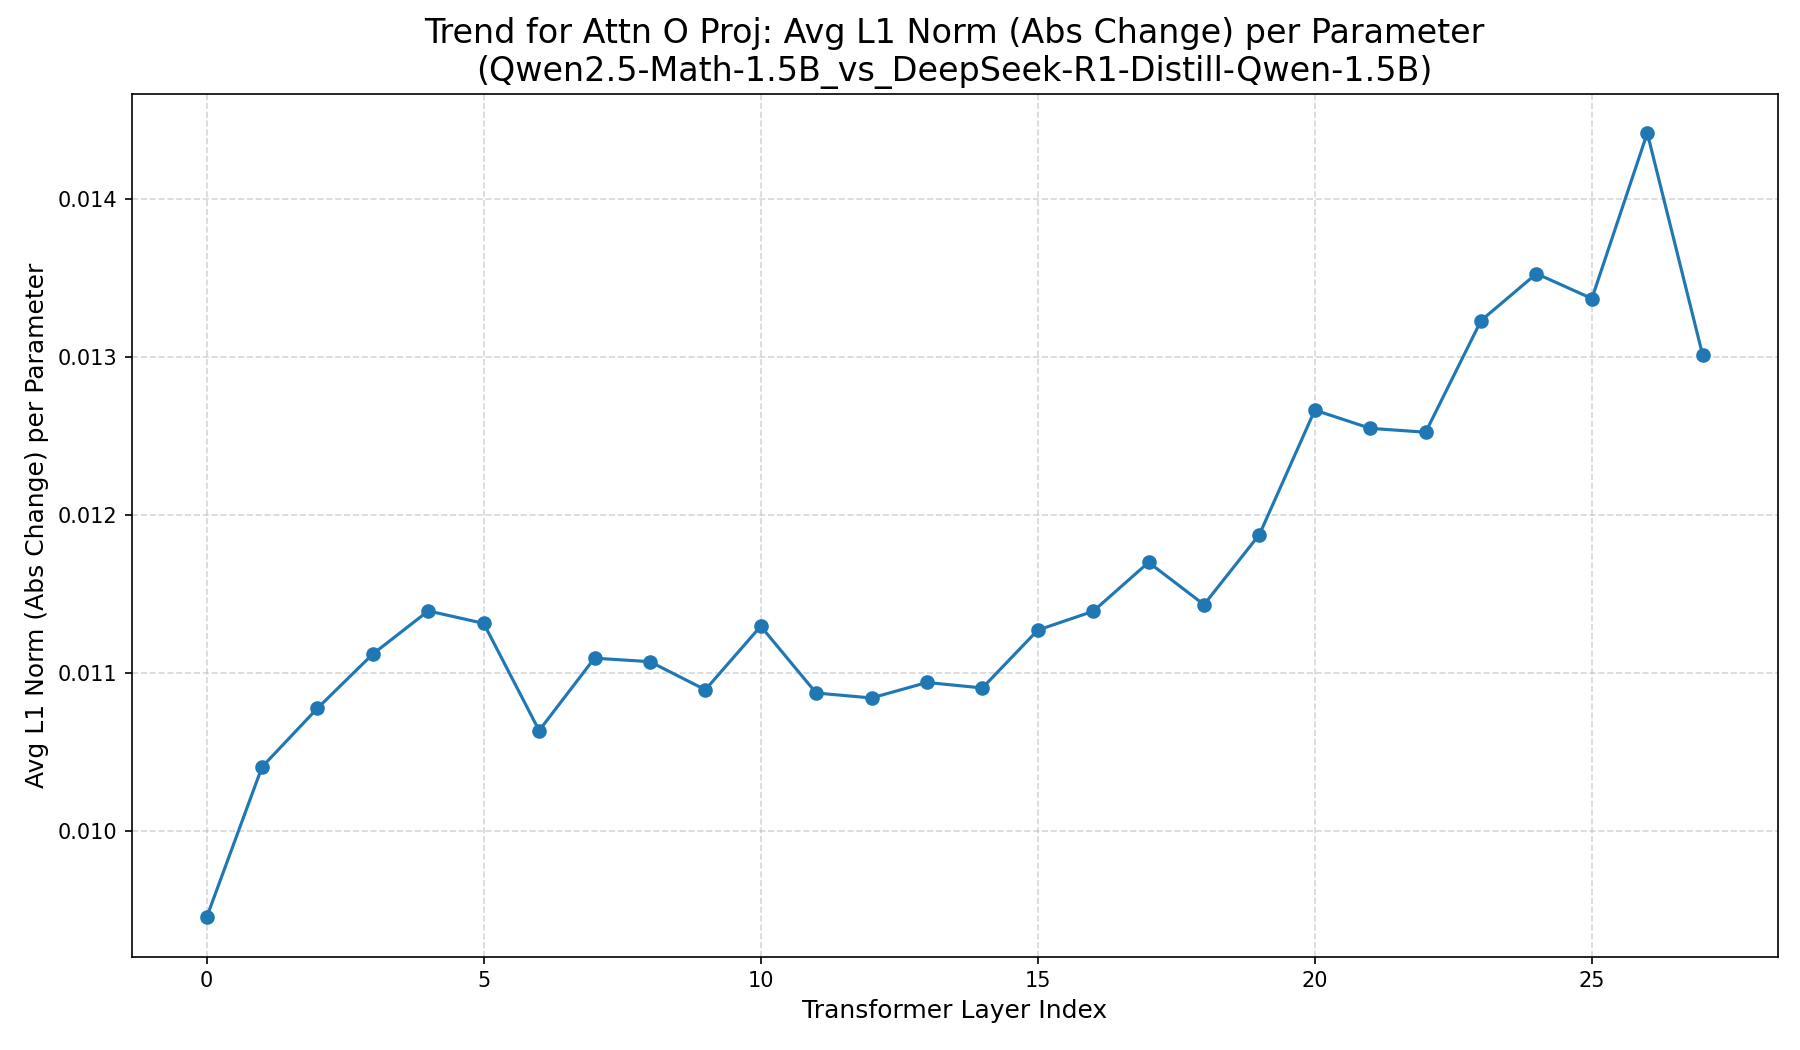 Trend for Attn O Proj: Avg L1 Norm (Abs Change) per Parameter
(Qwen2.5-Math-1.5B_vs_DeepSeek-R1-Distill-Qwen-1.5B)
Avg L1 Norm (Abs Change) per Parameter
0.014
0.013
0.012
0.011
0.010
0 5 10 15 20 25
Transformer Layer Index